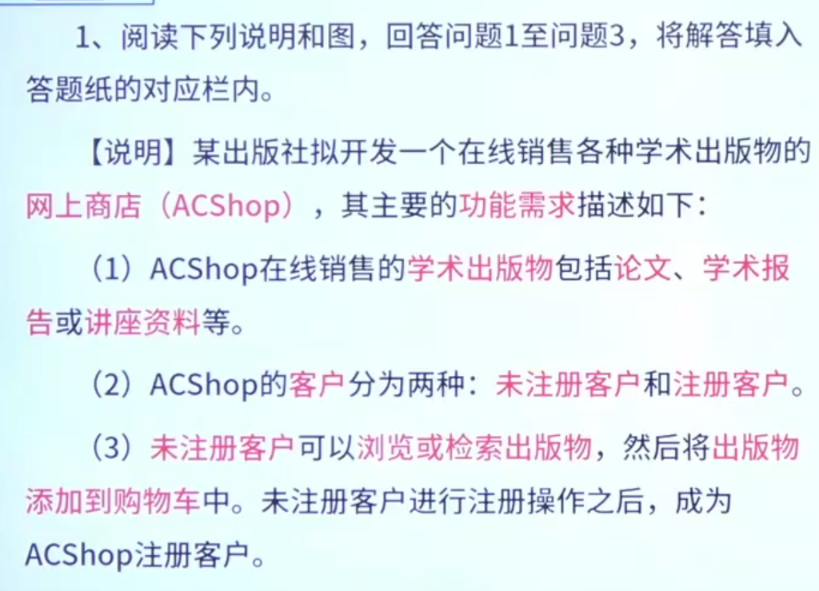 1、阅读下列说明和图，回答问题1至问题3，将解答填入
答题纸的对应栏内。
【说明】某出版社拟开发一个在线销售各种学术出版物的
网上商店（ACShop），其主要的功能需求描述如下：
（1）ACShop在线销售的学术出版物包括论文、学术报
告或讲座资料等。
（2）ACShop的客户分为两种：未注册客户和注册客户。
（3）未注册客户可以浏览或检索出版物，然后将出版物
添加到购物车中。未注册客户进行注册操作之后，成为
ACShop注册客户。